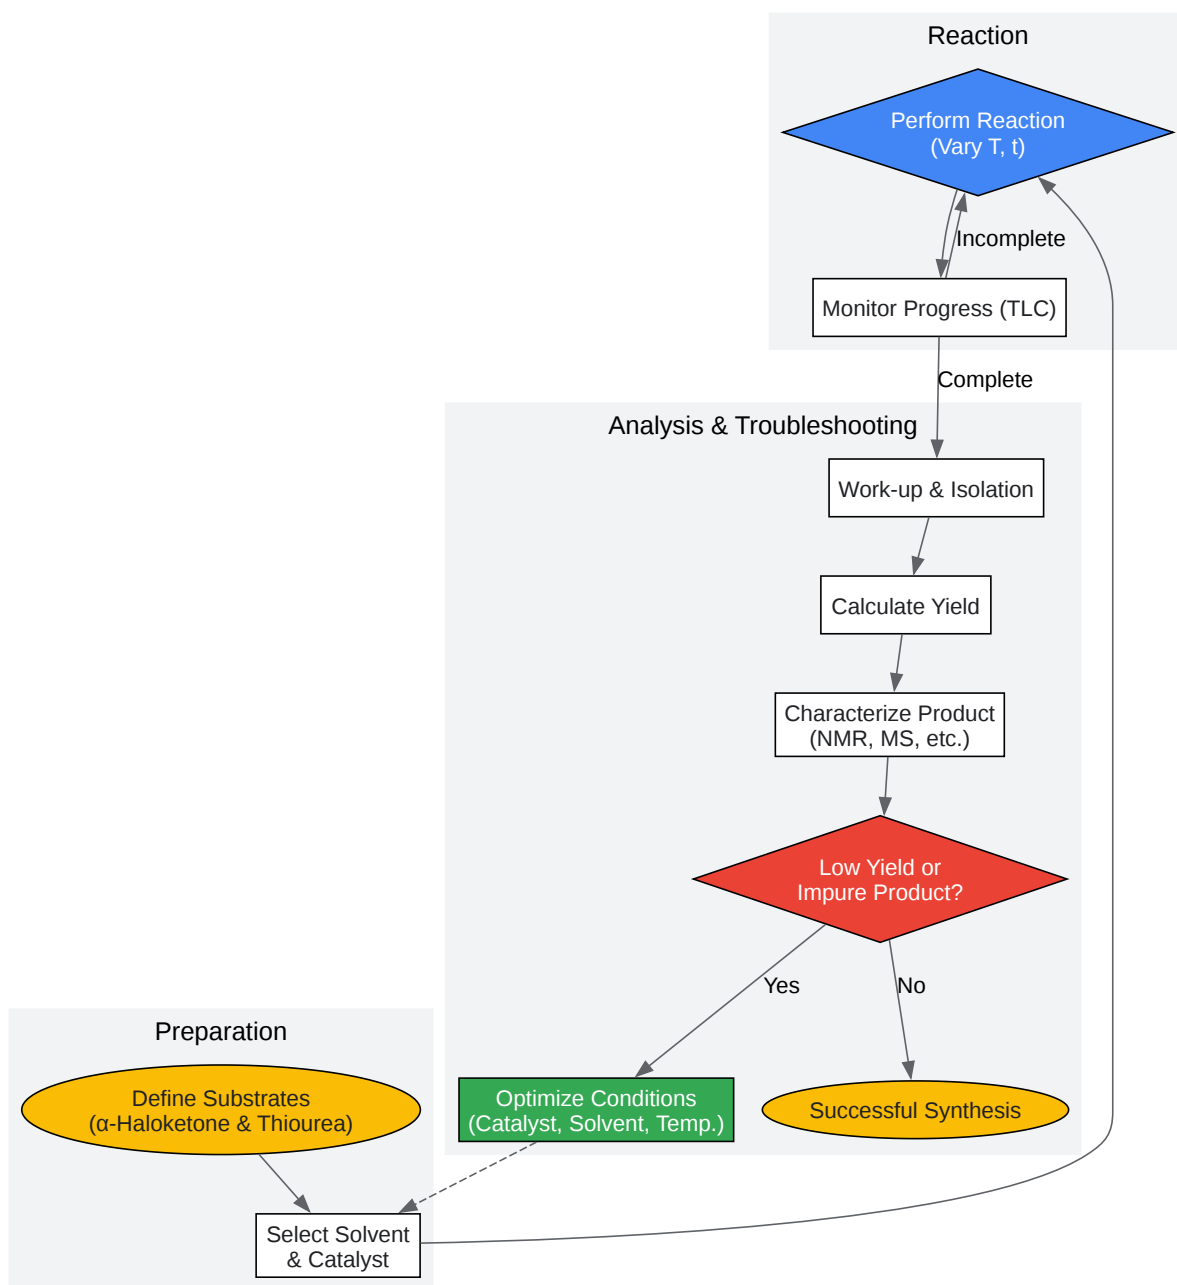 Reaction
Perform Reaction
(Vary T, t)
Incomplete
Monitor Progress (TLC)
Complete
Analysis & Troubleshooting
Work-up & Isolation
Calculate Yield
Characterize Product
(NMR, MS, etc.)
Low Yield or
Impure Product?
Yes
No
Preparation
Define Substrates
(α-Haloketone & Thiourea)
Optimize Conditions
(Catalyst, Solvent, Temp.)
Successful Synthesis
Select Solvent
& Catalyst